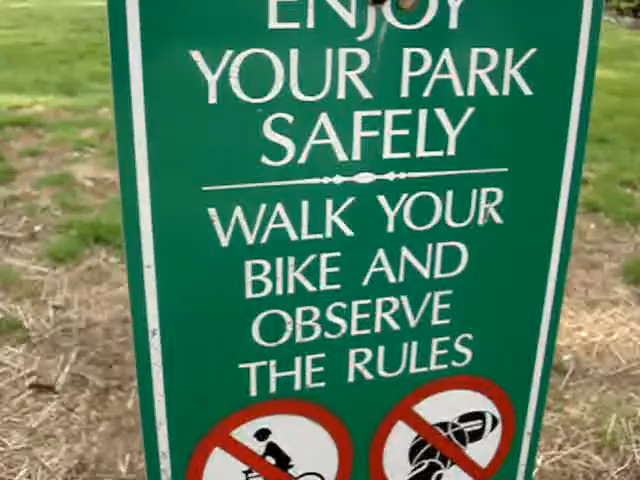 ENJOY
YOUR PARK
SAFELY
WALK YOUR
BIKE AND
OBSERVE
THE RULES